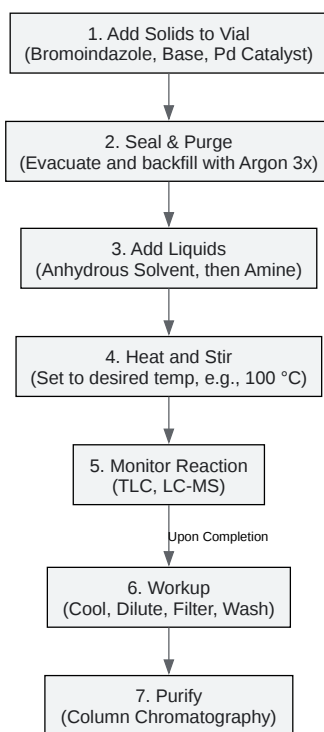 1. Add Solids to Vial
(Bromoindazole, Base, Pd Catalyst)
2. Seal & Purge
(Evacuate and backfill with Argon 3x)
3. Add Liquids
(Anhydrous Solvent, then Amine)
4. Heat and Stir
(Set to desired temp, e.g., 100 °C)
5. Monitor Reaction
(TLC, LC-MS)
Upon Completion
6. Workup
(Cool, Dilute, Filter, Wash)
7. Purify
(Column Chromatography)